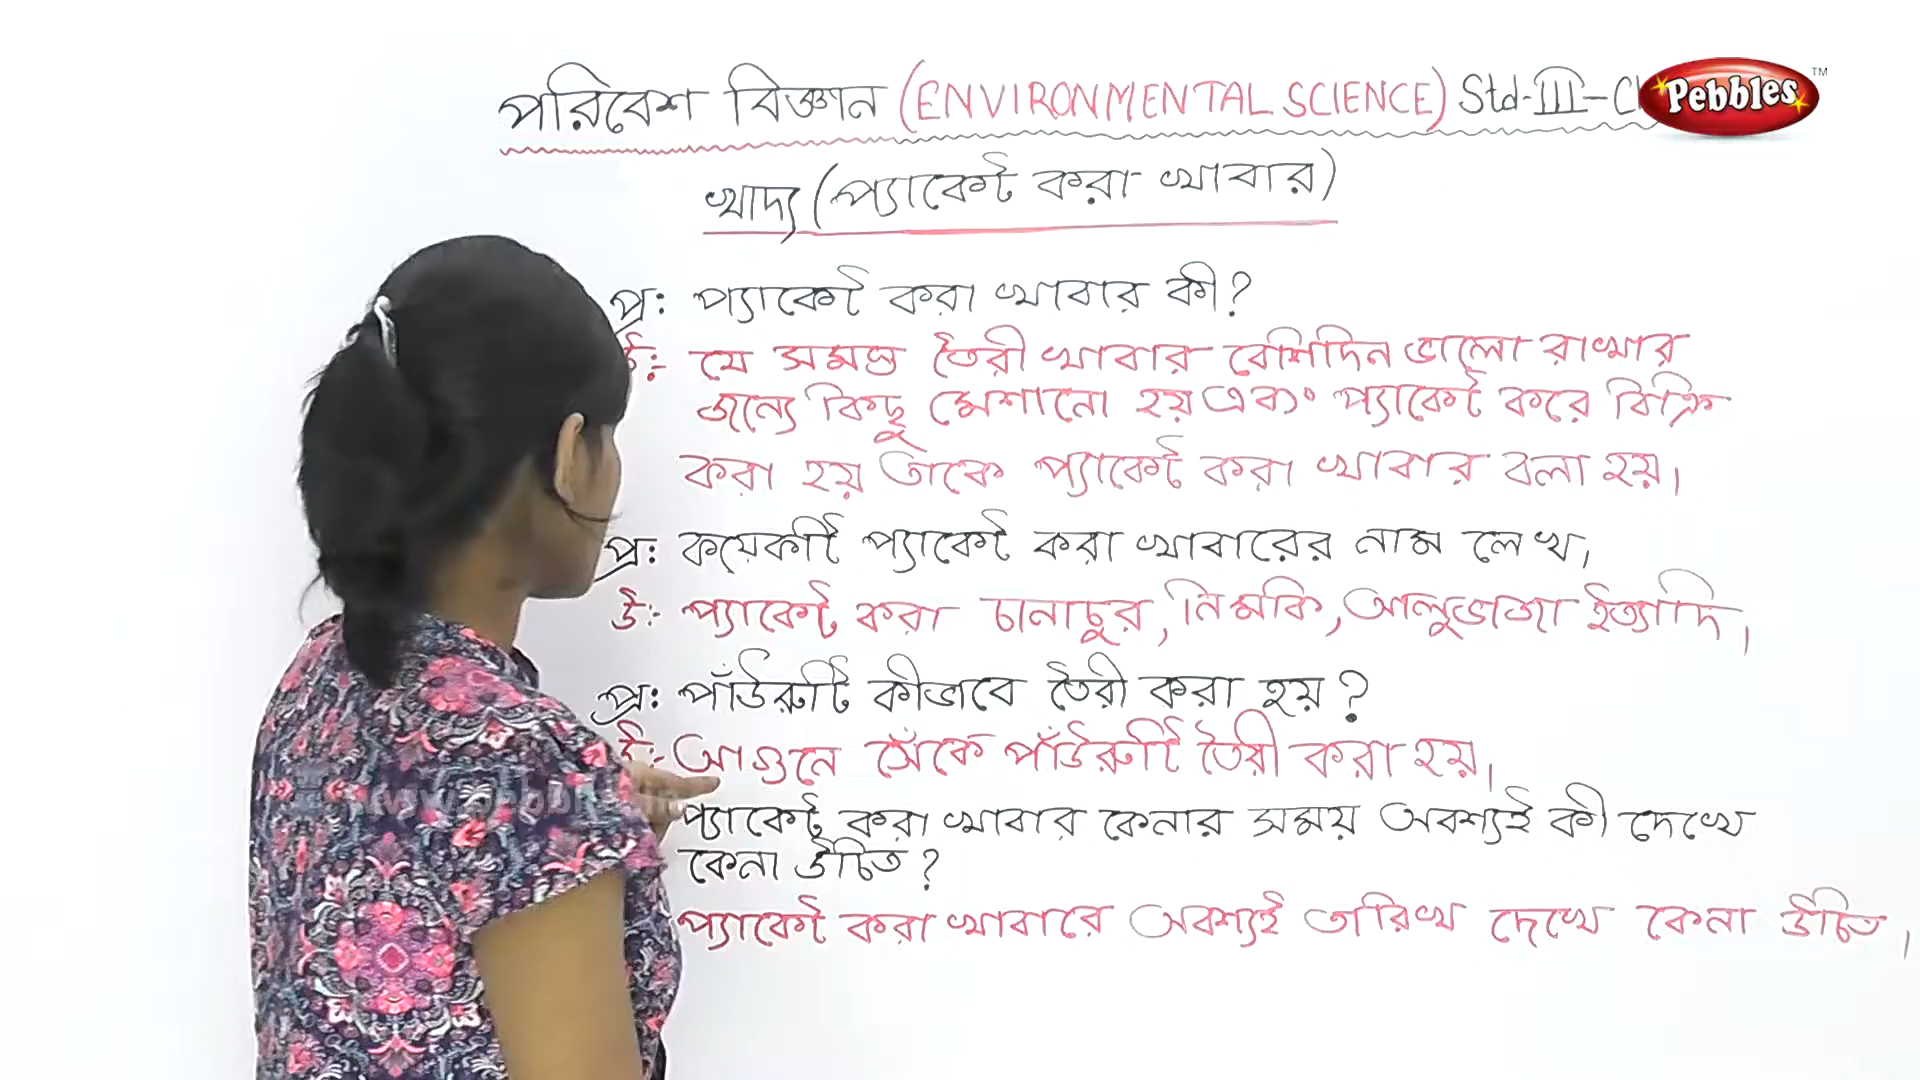 পরিবেশ বিজ্ঞান (ENVIRONMENTAL SCIENCE) Std-III-C
Pebbles TM
খাদ্য (প্যাকেট করা খাবার)
প্র: প্যাকেট করা খাবার কী?
উ:- যে সমস্ত তৈরী খাবার বেশিদিন ভালো রাখার
জন্যে কিছু মেশানো হয় এবং প্যাকেট করে বিক্রি
করা হয় তাকে প্যাকেট করা খাবার বলা হয়।
প্র: কয়েকটি প্যাকেট করা খাবারের নাম লেখ।
উ:- প্যাকেট করা চানাচুর, নিমকি, আলুভাজা ইত্যাদি।
প্র: পাঁউরুটি কীভাবে তৈরী করা হয়?
উ:- আগুনে সেঁকে পাঁউরুটি তৈরী করা হয়।
প্যাকেট করা খাবার কেনার সময় অবশ্যই কী দেখে
কেনা উচিত?
প্যাকেট করা খাবারে অবশ্যই তারিখ দেখে কেনা উচিত।